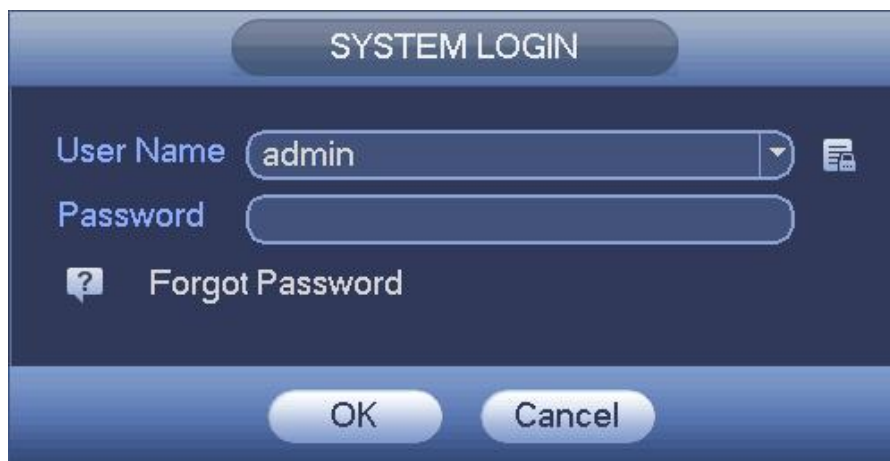 SYSTEM LOGIN
User Name admin
Password
? Forgot Password
OK Cancel